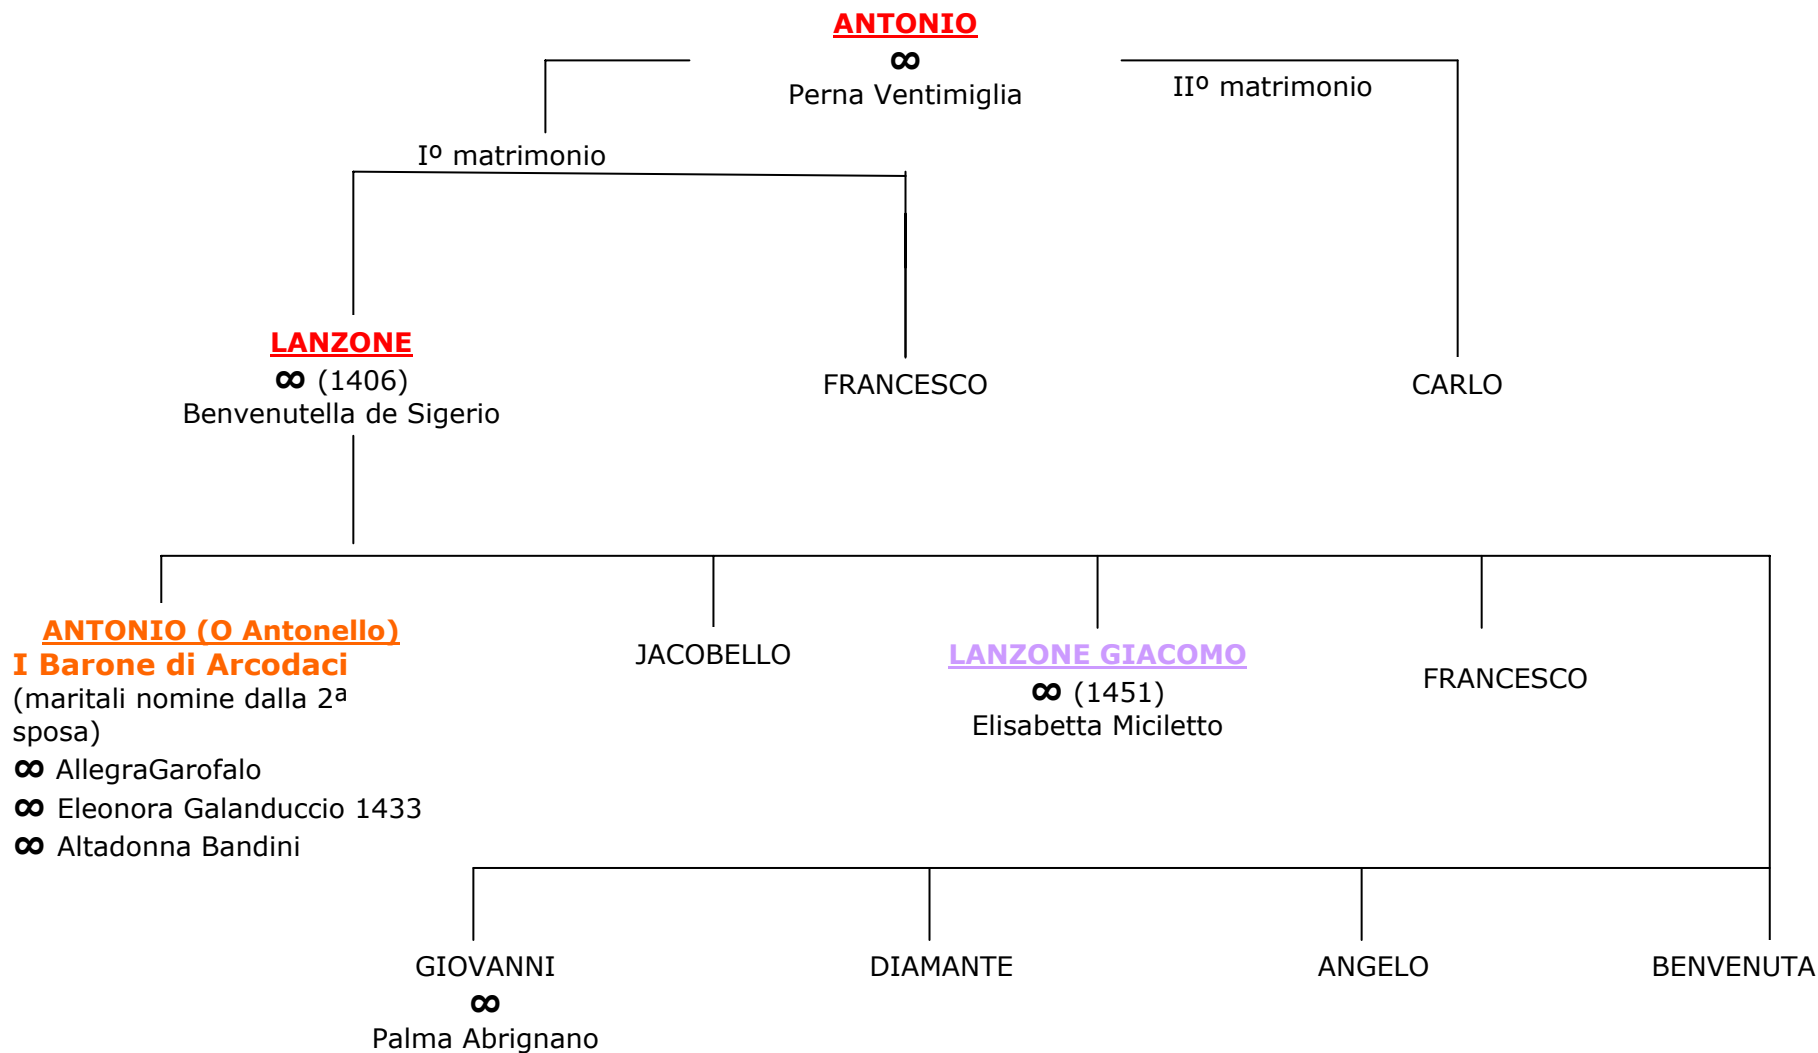 ANTONIO
∞
Perna Ventimiglia
IIº matrimonio
Iº matrimonio
LANZONE
∞ (1406)
Benvenutella de Sigerio
FRANCESCO
CARLO
ANTONIO (O Antonello)
I Barone di Arcodaci
(maritali nomine dalla 2ª
sposa)
∞ AllegraGarofalo
∞ Eleonora Galanduccio 1433
∞ Altadonna Bandini
JACOBELLO
LANZONE GIACOMO
∞ (1451)
Elisabetta Miciletto
FRANCESCO
GIOVANNI
∞
Palma Abrignano
DIAMANTE
ANGELO
BENVENUTA